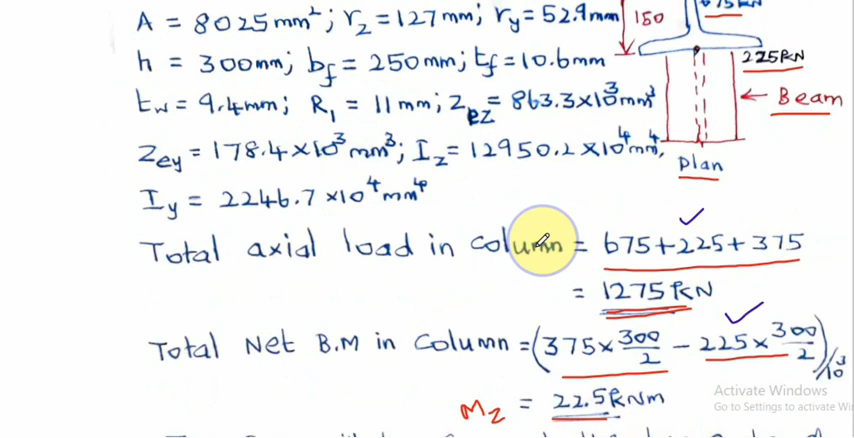 A = 8025 mm²; r_z = 127 mm; r_y = 52.9 mm
150
h = 300mm; b_f = 250 mm; t_f = 10.6 mm
225 KN
t_w = 9.4 mm; R_1 = 11 mm; Z_ez = 863.3 x 10³ mm³
Beam
Z_ey = 178.4 x 10³ mm³; I_z = 12950.2 x 10⁴ mm⁴,
Plan
I_y = 2246.7 x 10⁴ mm⁴
Total axial load in column = 675 + 225 + 375
= 1275 KN
Total Net B.M in Column = (375 x 300/2 - 225 x 300/2)/10³
M_z = 22.5 KNm
Activate Windows
Go to Settings to activate Wi